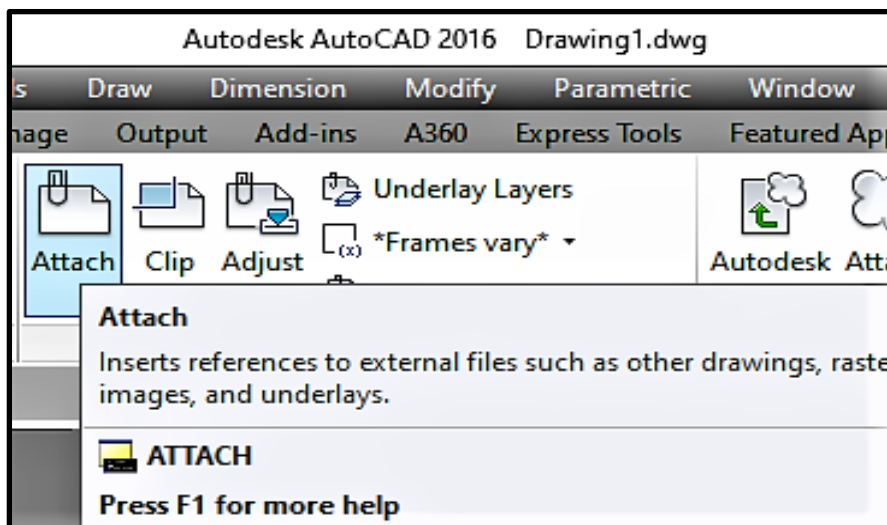 Autodesk AutoCAD 2016 Drawing1.dwg
Draw Dimension Modify Parametric Window
Output Add-ins A360 Express Tools Featured
Underlay Layers
*Frames vary*
Attach Clip Adjust Autodesk
Attach
Inserts references to external files such as other drawings,
images, and underlays.
ATTACH
Press F1 for more help